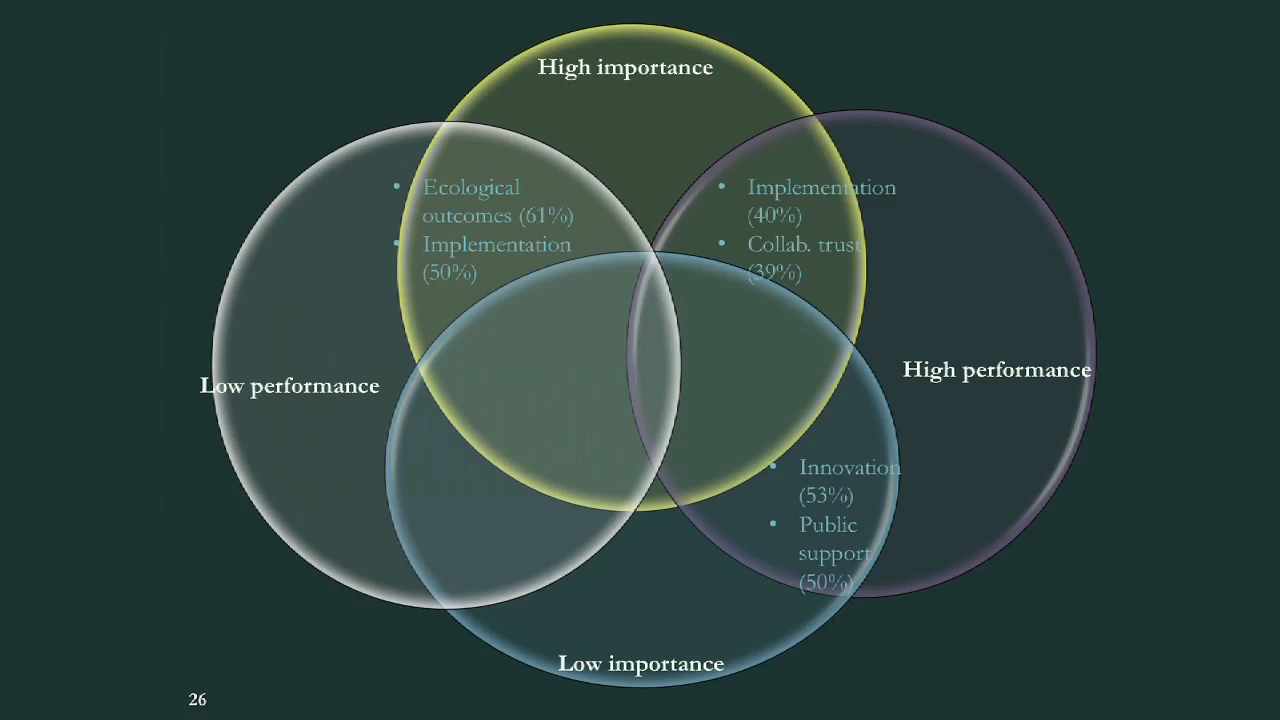 High importance
• Ecological
outcomes (61%)
• Implementation
(50%)
• Implementation
(40%)
• Collab. trust
(39%)
Low performance
High performance
• Innovation
(53%)
• Public
support
(50%)
Low importance
26